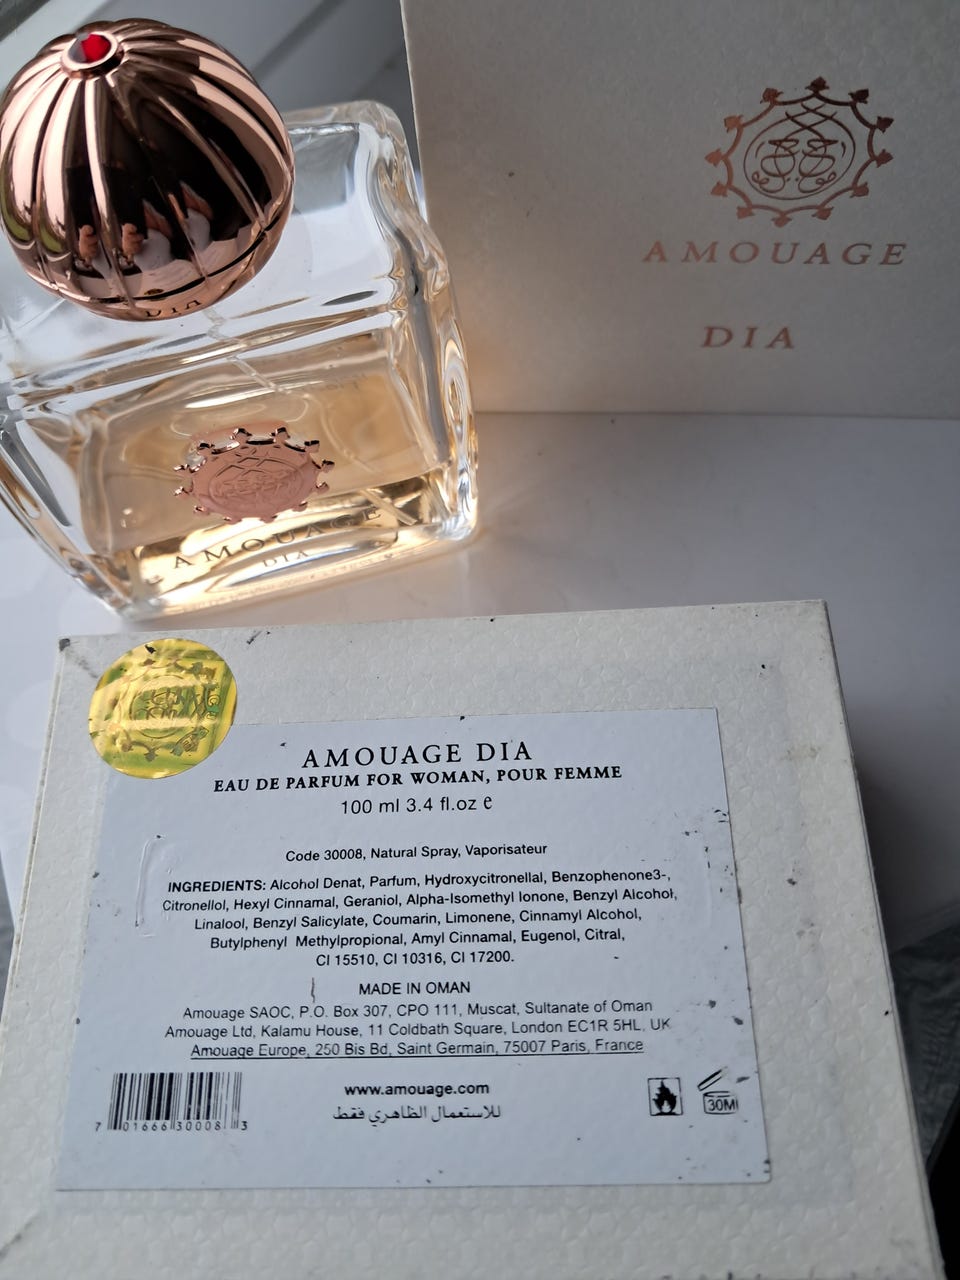 AMOUAGE
DIA
DIA
AMOUAGE
DIA
AMOUAGE DIA
EAU DE PARFUM FOR WOMAN, POUR FEMME
100 ml 3.4 fl.oz e
Code 30008, Natural Spray, Vaporisateur
INGREDIENTS: Alcohol Denat, Parfum, Hydroxycitronellal, Benzophenone3-,
Citronellol, Hexyl Cinnamal, Geraniol, Alpha-Isomethyl Ionone, Benzyl Alcohol,
Linalool, Benzyl Salicylate, Coumarin, Limonene, Cinnamyl Alcohol,
Butylphenyl Methylpropional, Amyl Cinnamal, Eugenol, Citral,
CI 15510, CI 10316, CI 17200.
MADE IN OMAN
Amouage SAOC, P.O. Box 307, CPO 111, Muscat, Sultanate of Oman
Amouage Ltd, Kalamu House, 11 Coldbath Square, London EC1R 5HL, UK
Amouage Europe, 250 Bis Bd, Saint Germain, 75007 Paris, France
www.amouage.com
للاستعمال الظاهري فقط
7 01666 30008 3
30M